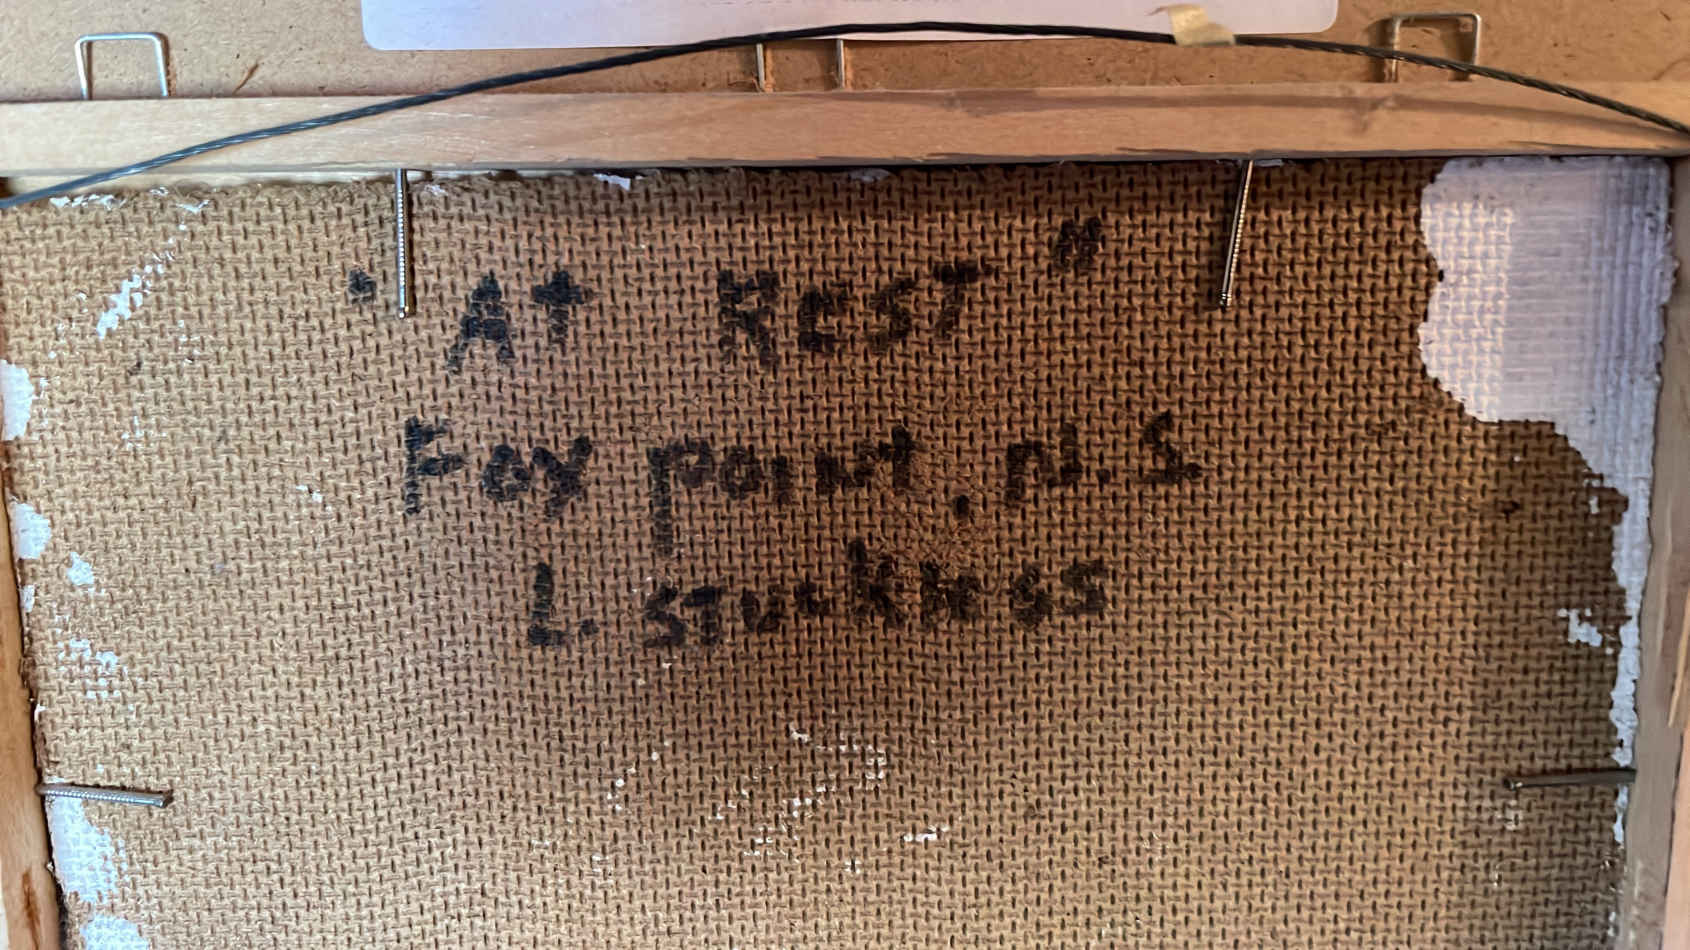 "At REST"
Fox point, N.S.
L. STUCKLESS